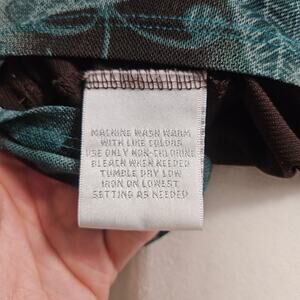 MACHINE WASH WARM
WITH LIKE COLORS
USE ONLY NON-CHLORINE
BLEACH WHEN NEEDED
TUMBLE DRY LOW
IRON ON LOWEST
SETTING AS NEEDED